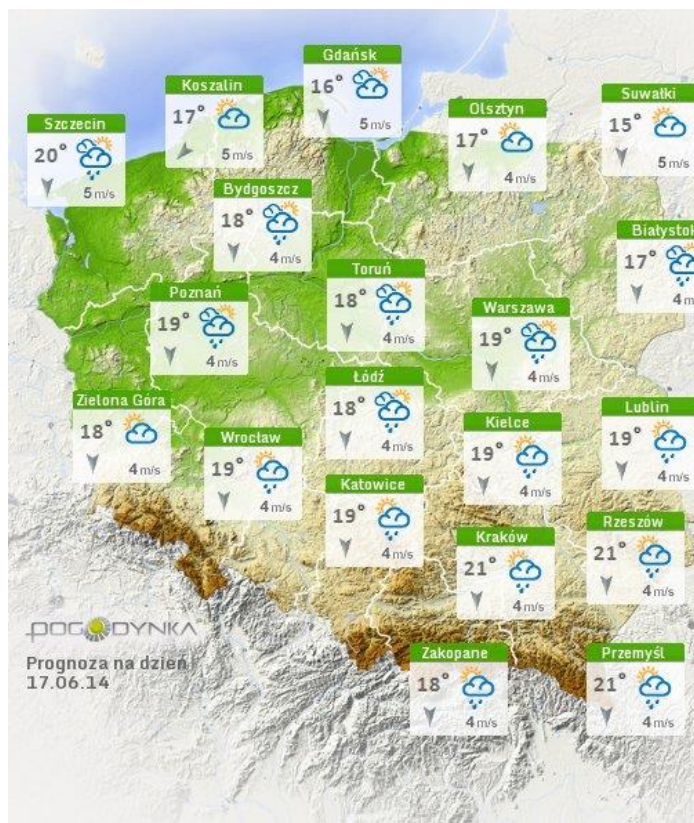 Gdańsk
16°
5 m/s
Koszalin
17°
5 m/s
Suwałki
15°
5 m/s
Olsztyn
17°
4 m/s
Szczecin
20°
5 m/s
Bydgoszcz
18°
4 m/s
Białystok
17°
4 m
Toruń
18°
4 m/s
Poznań
19°
4 m/s
Warszawa
19°
4 m/s
Łódź
18°
4 m/s
Zielona Góra
18°
4 m/s
Lublin
19°
4 m/s
Kielce
19°
4 m/s
Wrocław
19°
4 m/s
Katowice
19°
4 m/s
Rzeszów
21°
4 m/s
Kraków
21°
4 m/s
POGODYNKA
Prognoza na dzień
17.06.14
Zakopane
18°
4 m/s
Przemyśl
21°
4 m/s